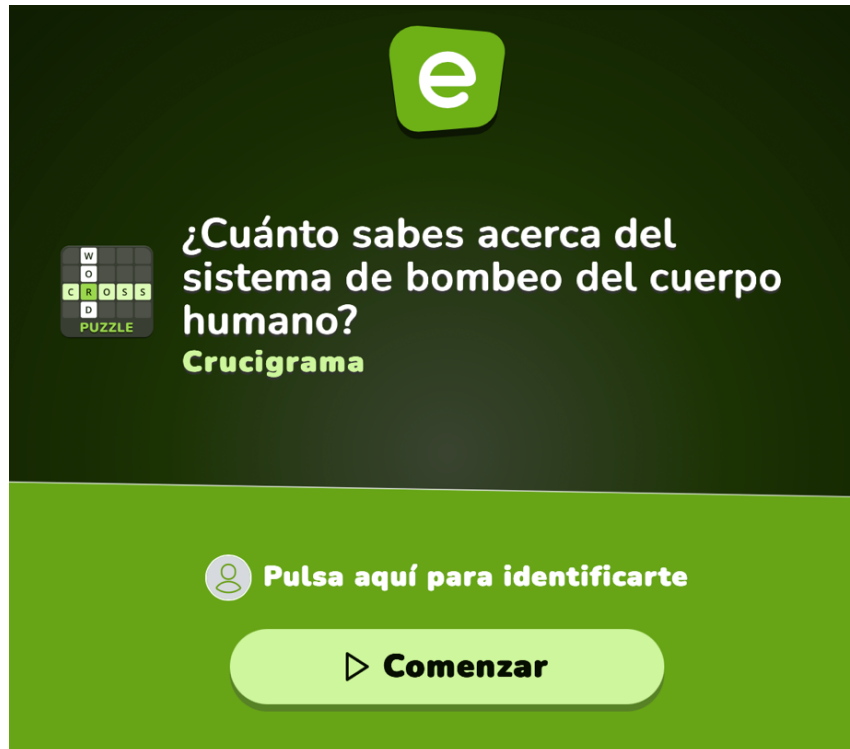 e
¿Cuánto sabes acerca del
sistema de bombeo del cuerpo
humano?
Crucigrama
W
O
C R O S S
D
PUZZLE
Pulsa aquí para identificarte
Comenzar